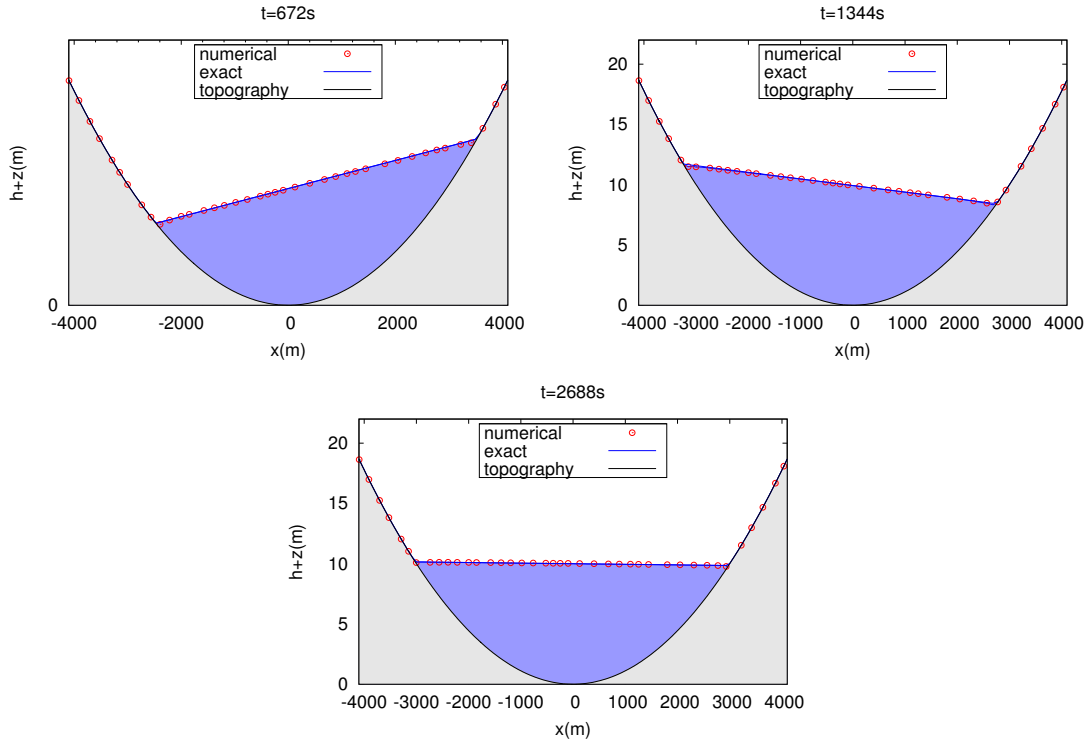 t=672s
numerical
exact
topography
h+z(m)
0
-4000 -2000 0 2000 4000
x(m)
t=1344s
numerical
exact
topography
h+z(m)
20
15
10
5
0
-4000 -3000 -2000 -1000 0 1000 2000 3000 4000
x(m)
t=2688s
numerical
exact
topography
h+z(m)
20
15
10
5
0
-4000 -3000 -2000 -1000 0 1000 2000 3000 4000
x(m)